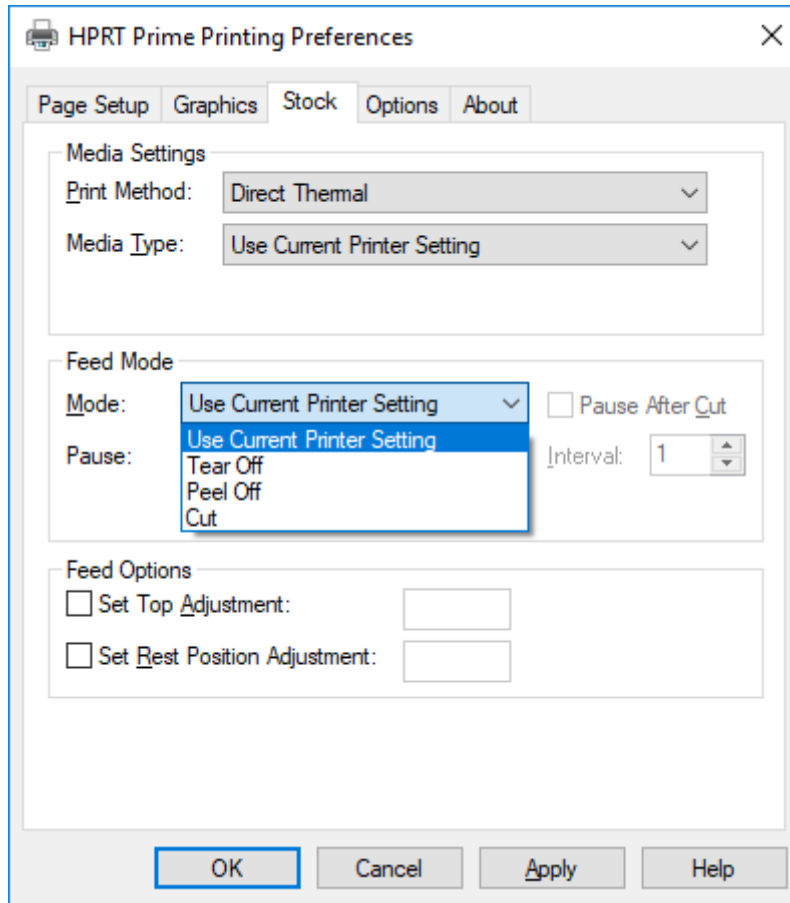 HPRT Prime Printing Preferences
Page Setup Graphics Stock Options About
Media Settings
Print Method: Direct Thermal
Media Type: Use Current Printer Setting
Feed Mode
Mode: Use Current Printer Setting Pause After Cut
Use Current Printer Setting
Pause: Tear Off Interval: 1
Peel Off
Cut
Feed Options
Set Top Adjustment:
Set Rest Position Adjustment:
OK Cancel Apply Help